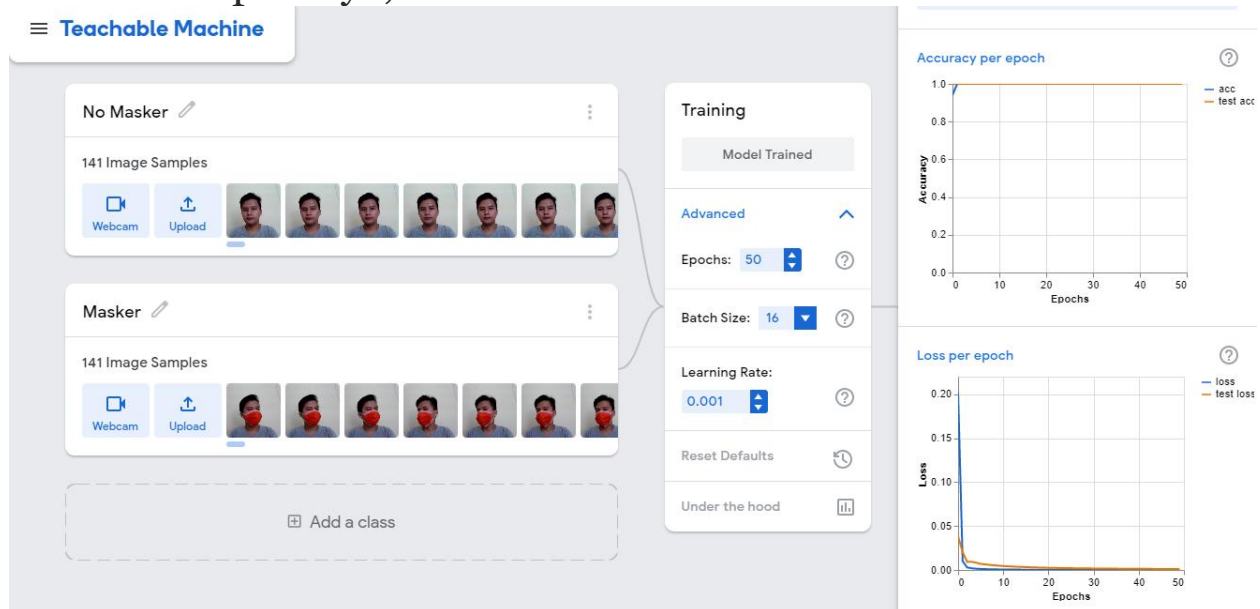 Teachable Machine
No Masker
141 Image Samples
Webcam
Upload
Masker
141 Image Samples
Webcam
Upload
Add a class
Training
Model Trained
Advanced
Epochs: 50
Batch Size: 16
Learning Rate:
0.001
Reset Defaults
Under the hood
Accuracy per epoch
1.0
0.8
0.6
0.4
0.2
0.0
Accuracy
0 10 20 30 40 50
Epochs
acc
test acc
Loss per epoch
0.20
0.15
0.10
0.05
0.00
Loss
0 10 20 30 40 50
Epochs
loss
test loss